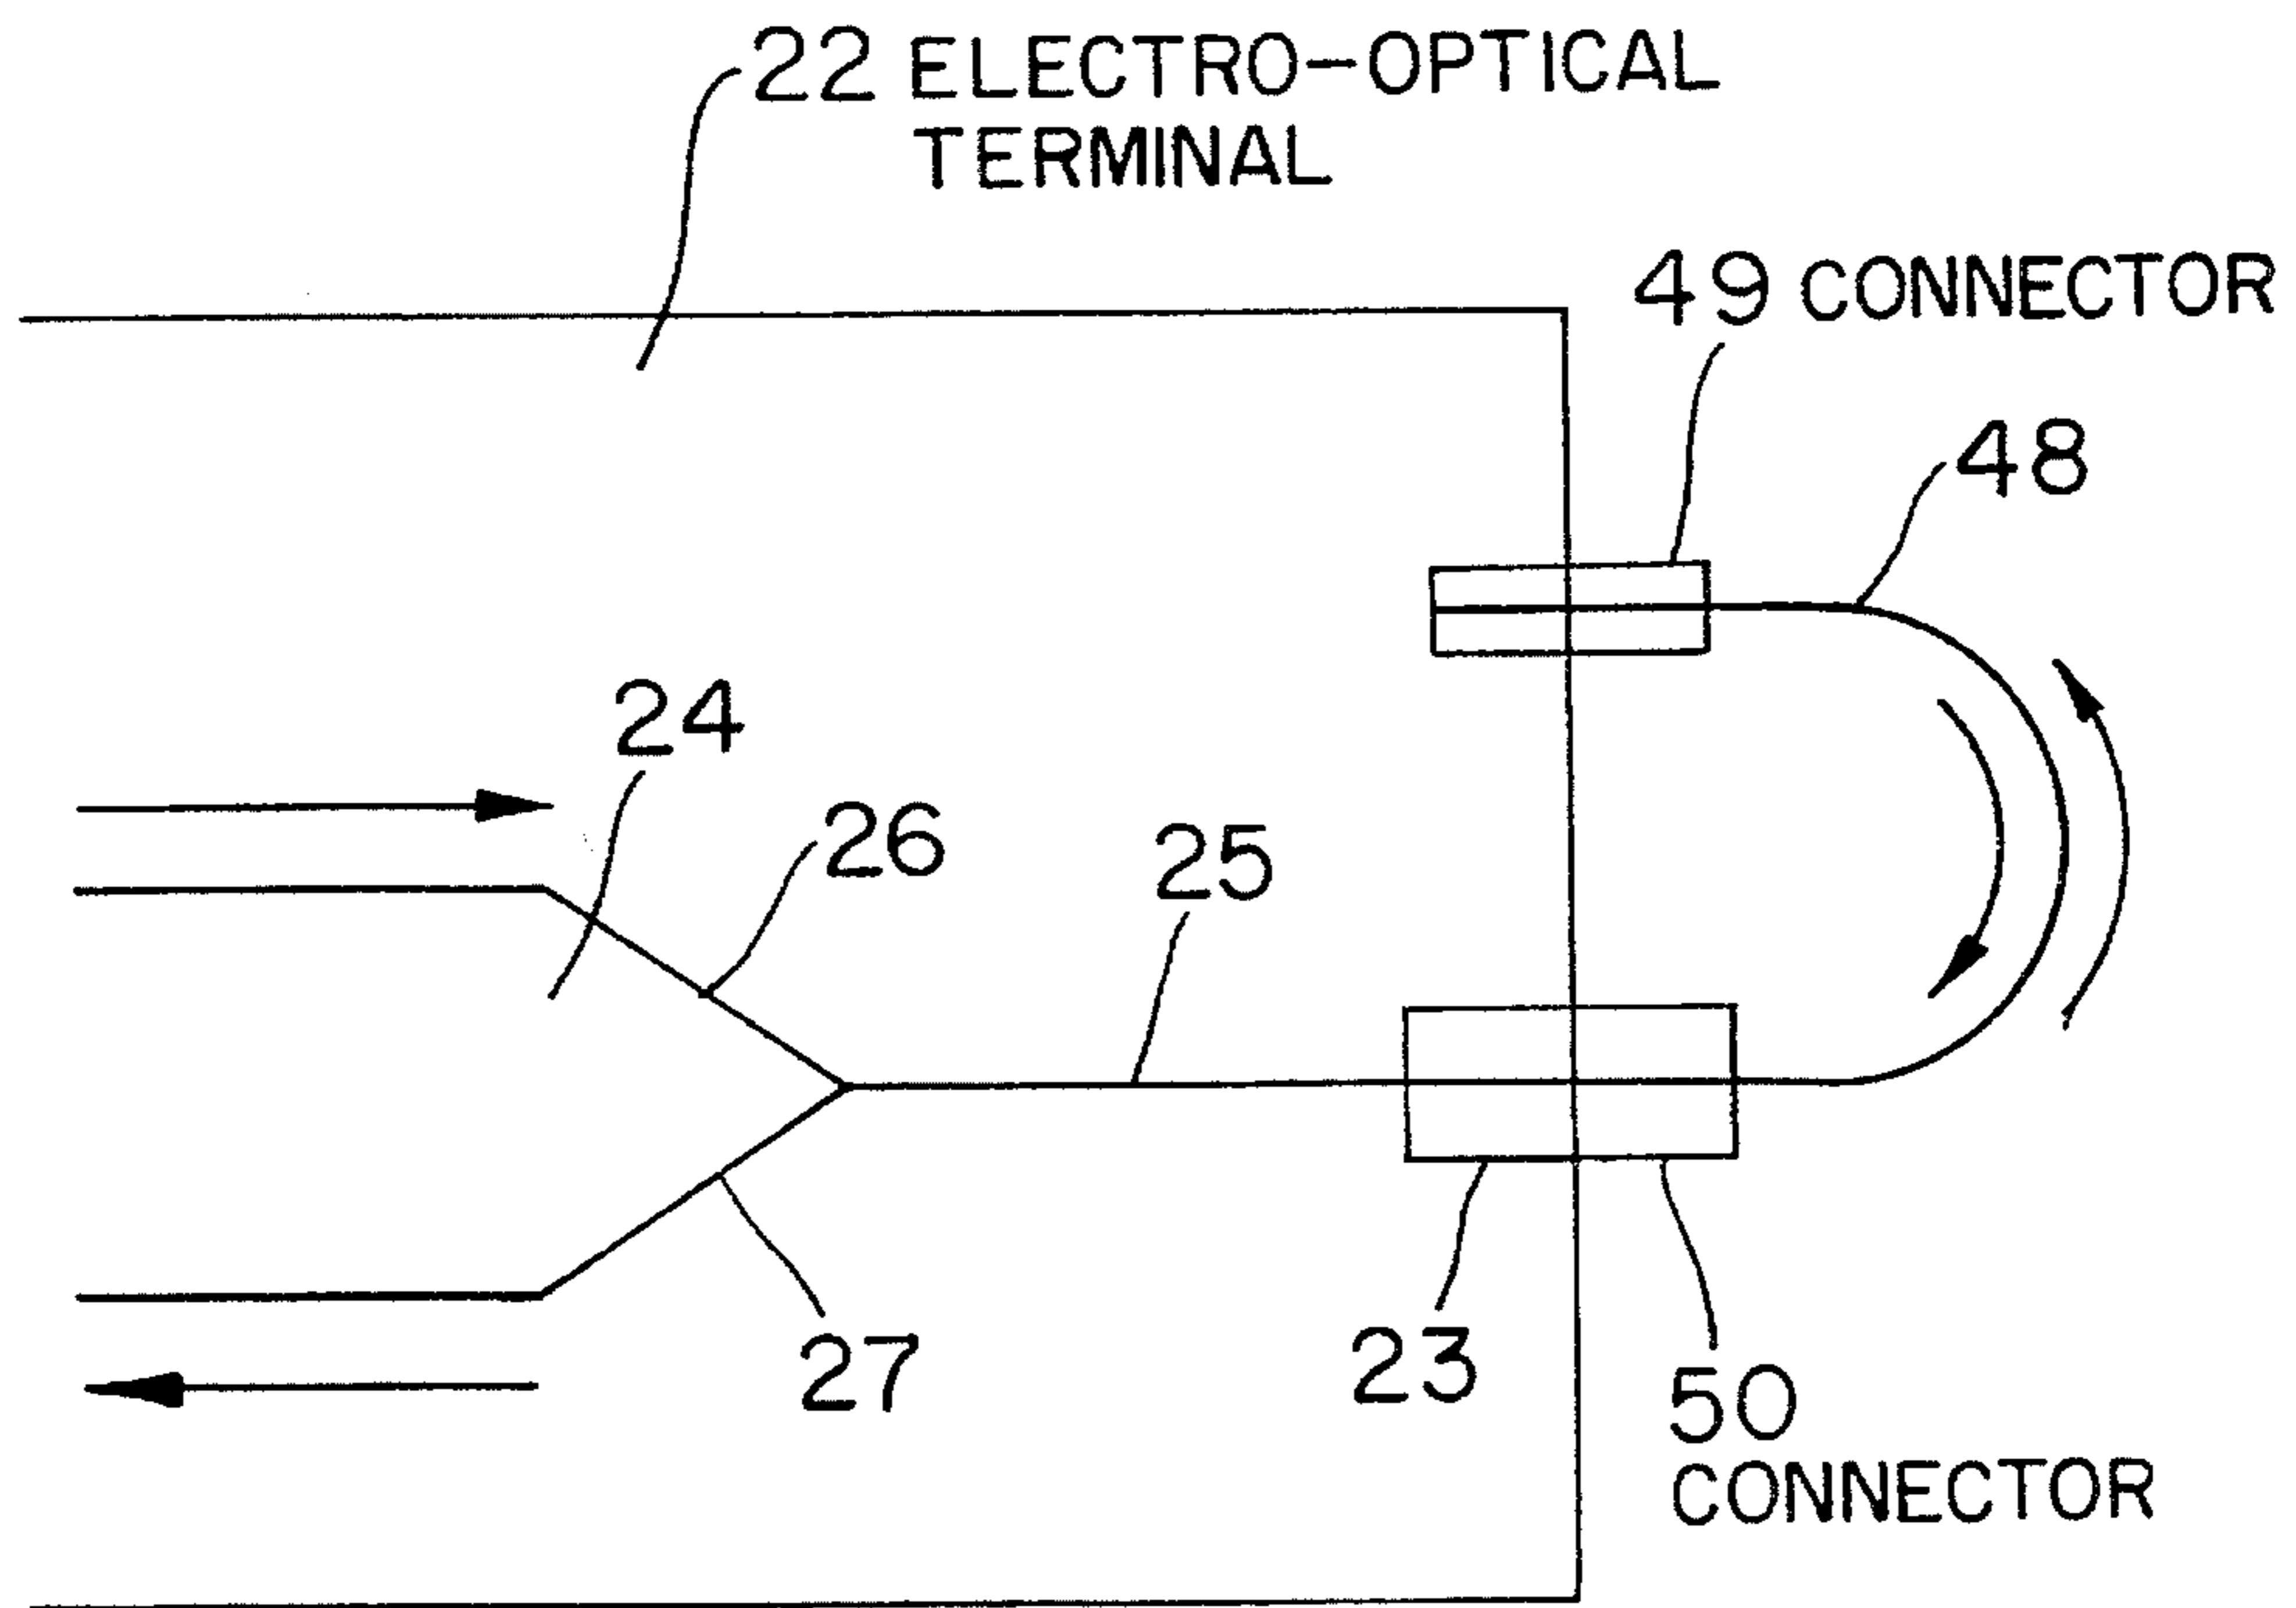 22 ELECTRO-OPTICAL
TERMINAL
49 CONNECTOR
48
24
26
25
27
23
50
CONNECTOR